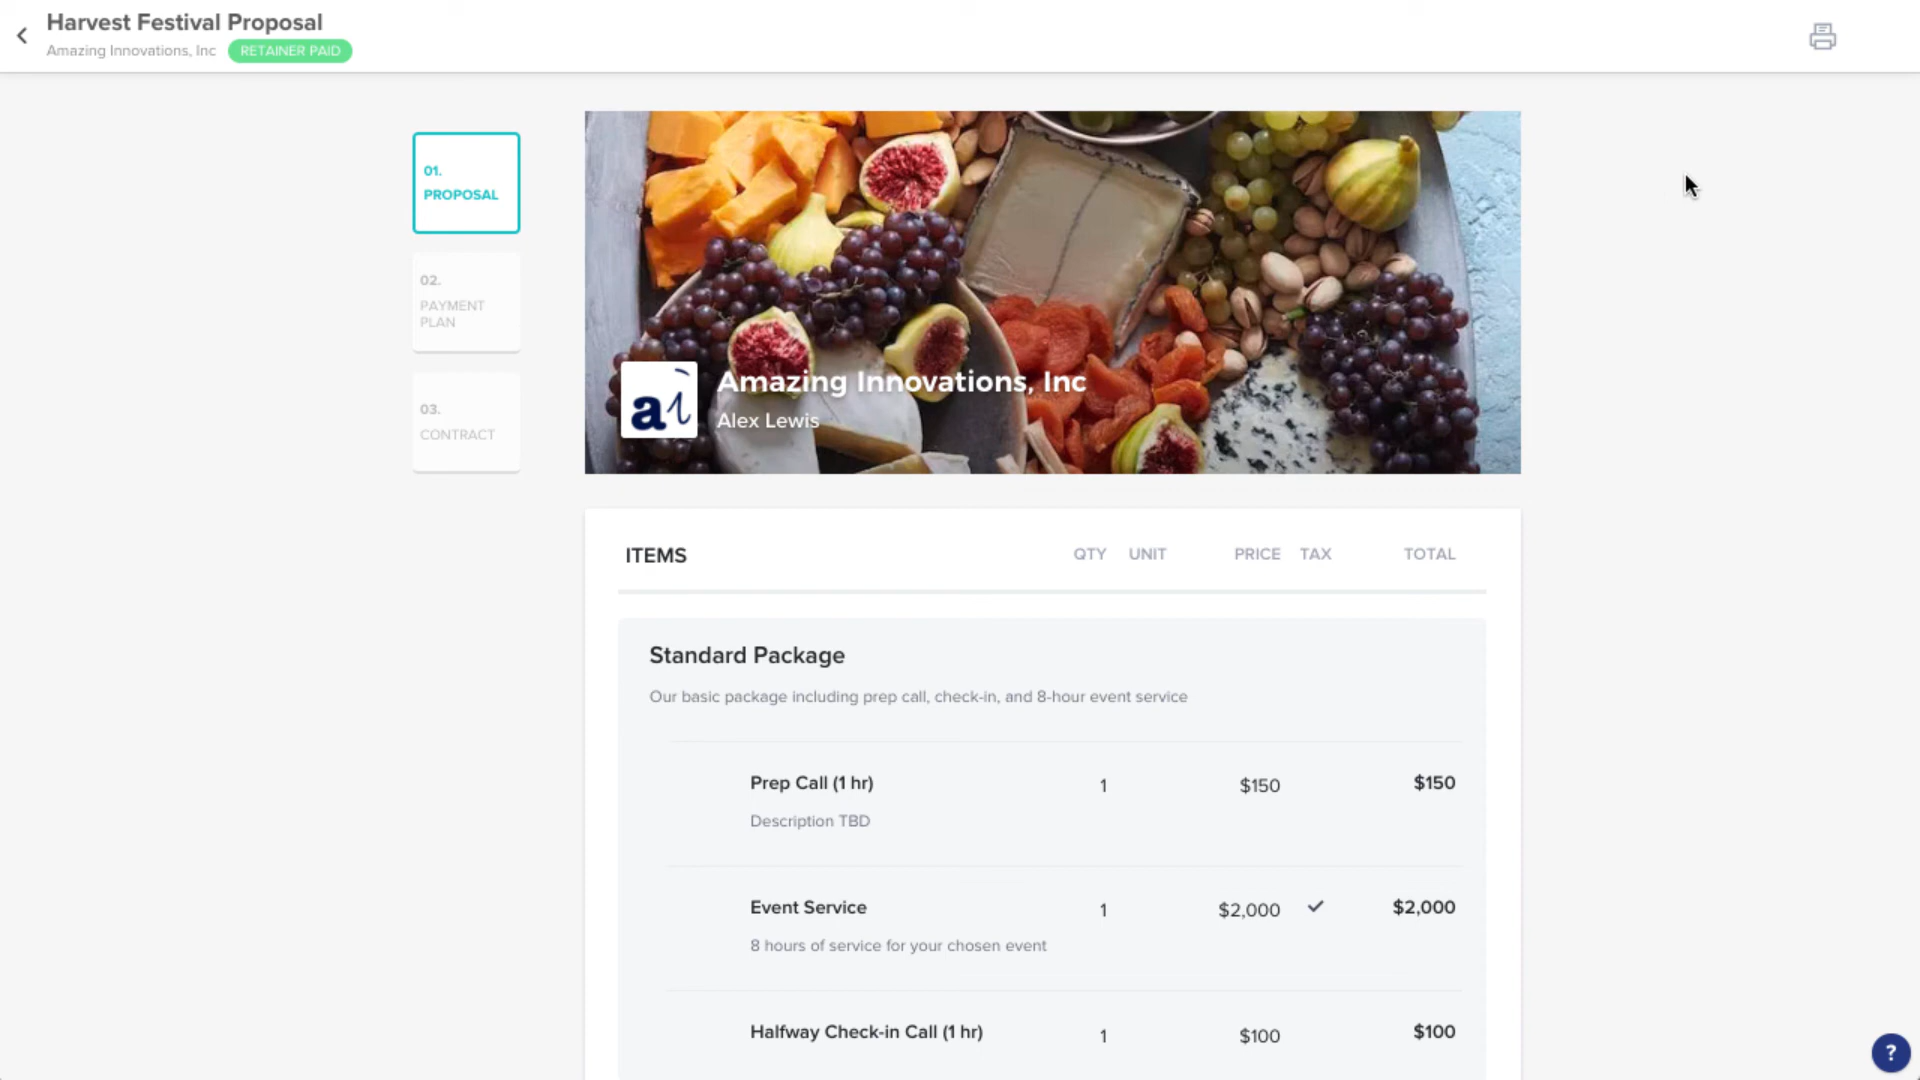 Harvest Festival Proposal
Amazing Innovations, Inc RETAINER PAID
01.
PROPOSAL
02.
PAYMENT
PLAN
03.
CONTRACT
ai
Amazing Innovations, Inc
Alex Lewis
ITEMS QTY UNIT PRICE TAX TOTAL
Standard Package
Our basic package including prep call, check-in, and 8-hour event service
Prep Call (1 hr) 1 $150 $150
Description TBD
Event Service 1 $2,000 $2,000
8 hours of service for your chosen event
Halfway Check-in Call (1 hr) 1 $100 $100
?